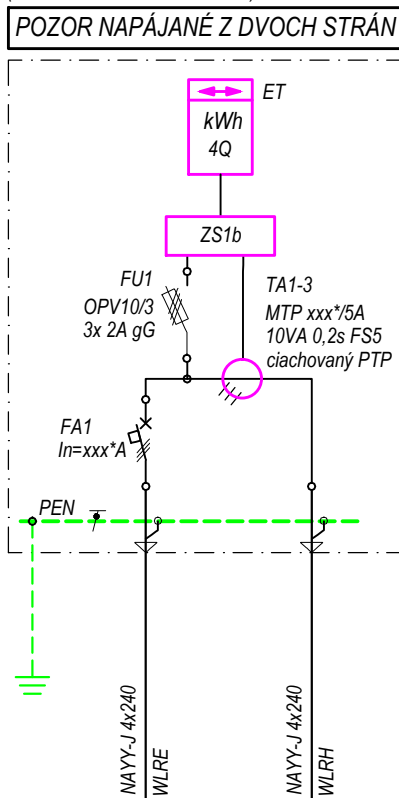 POZOR NAPÁJANÉ Z DVOCH STRÁN
ET
kWh
4Q
ZS1b
FU1
OPV10/3
3x 2A gG
TA1-3
MTP xxx*/5A
10VA 0,2s FS5
ciachovaný PTP
FA1
In=xxx*A
PEN
NAYY-J 4x240
WLRE
NAYY-J 4x240
WLRH